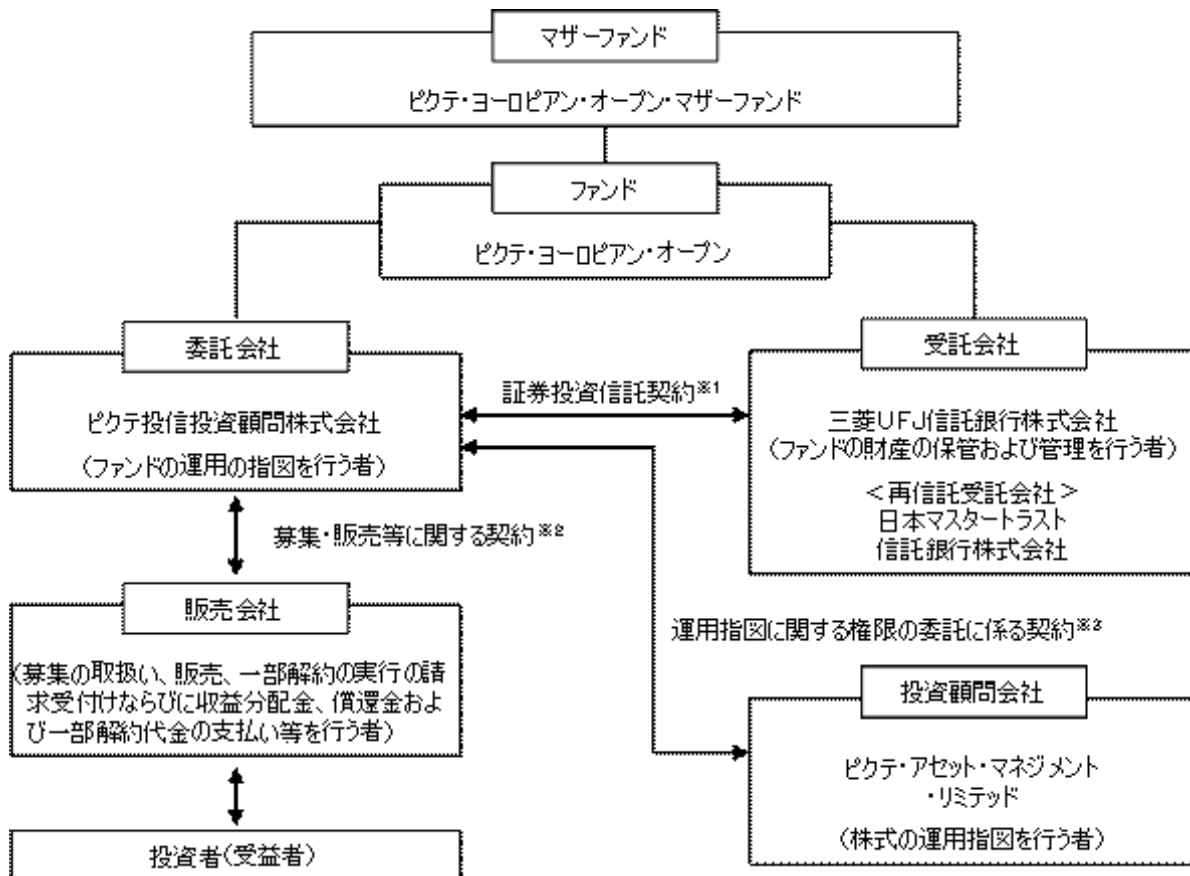 マザーファンド
ピクテ・ヨーロピアン・オープン・マザーファンド
ファンド
ピクテ・ヨーロピアン・オープン
委託会社
ピクテ投信投資顧問株式会社
(ファンドの運用の指図を行う者)
証券投資信託契約※1
受託会社
三菱UFJ信託銀行株式会社
(ファンドの財産の保管および管理を行う者)
<再信託受託会社>
日本マスタートラスト
信託銀行株式会社
募集・販売等に関する契約※2
販売会社
(募集の取扱い、販売、一部解約の実行の請
求受付けならびに収益分配金、償還金およ
び一部解約代金の支払い等を行う者)
運用指図に関する権限の委託に係る契約※3
投資顧問会社
ピクテ・アセット・マネジメント
・リミテッド
(株式の運用指図を行う者)
投資者(受益者)